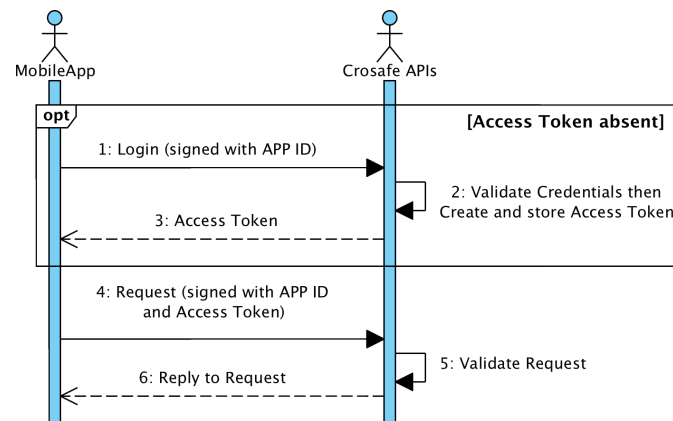 MobileApp
Crosafe APIs
opt
[Access Token absent]
1: Login (signed with APP ID)
2: Validate Credentials then
Create and store Access Token
3: Access Token
4: Request (signed with APP ID
and Access Token)
5: Validate Request
6: Reply to Request